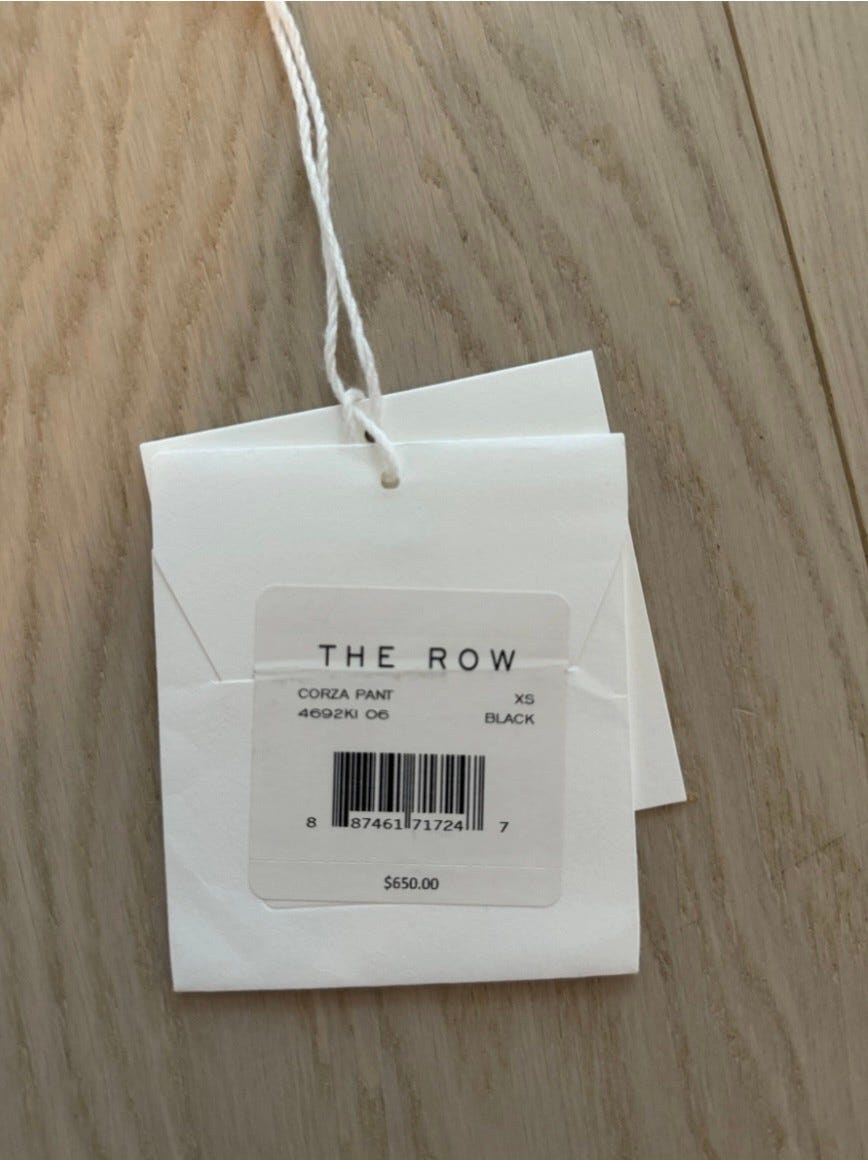 THE ROW
CORZA PANT XS
4692KI 06 BLACK
8 87461 71724 7
$650.00